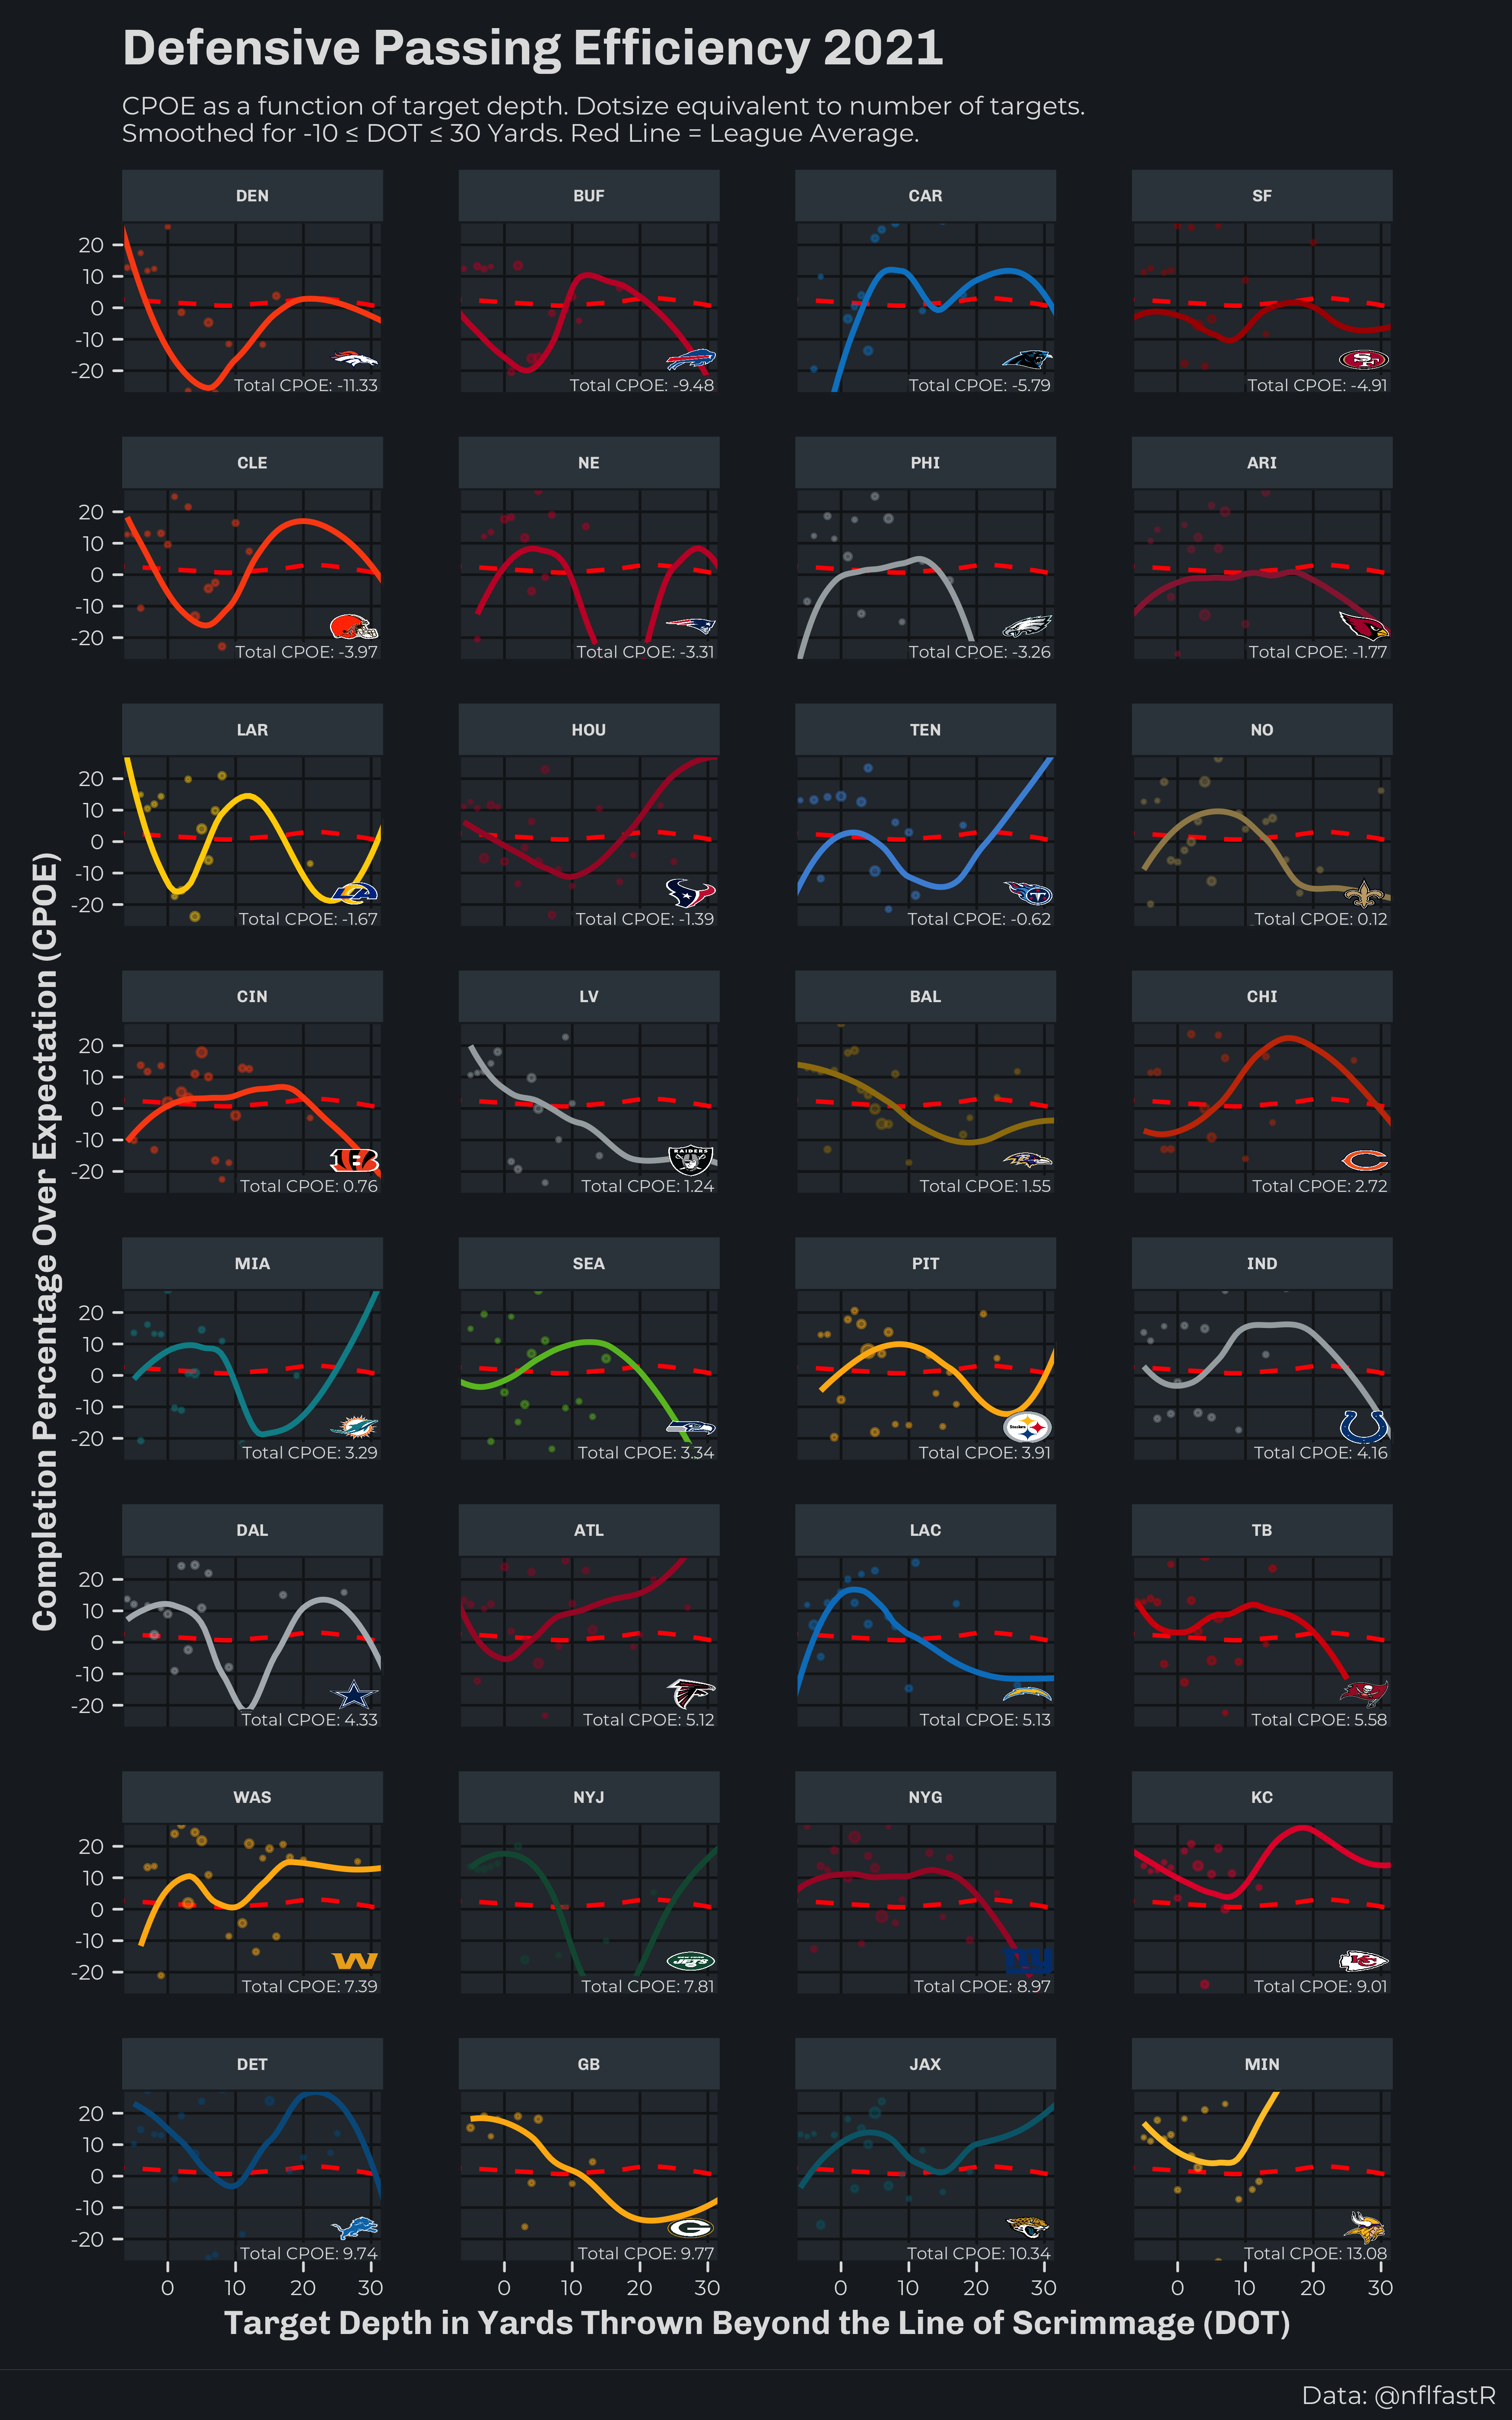 Defensive Passing Efficiency 2021
CPOE as a function of target depth. Dotsize equivalent to number of targets.
Smoothed for -10 ≤ DOT ≤ 30 Yards. Red Line = League Average.
Completion Percentage Over Expectation (CPOE)
DEN BUF CAR SF
20
10
0
-10
-20
Total CPOE: -11.33 Total CPOE: -9.48 Total CPOE: -5.79 Total CPOE: -4.91
SF
CLE NE PHI ARI
20
10
0
-10
-20
Total CPOE: -3.97 Total CPOE: -3.31 Total CPOE: -3.26 Total CPOE: -1.77
LAR HOU TEN NO
20
10
0
-10
-20
Total CPOE: -1.67 Total CPOE: -1.39 Total CPOE: -0.62 Total CPOE: 0.12
T
CIN LV BAL CHI
20
10
0
-10
-20
Total CPOE: 0.76 Total CPOE: 1.24 Total CPOE: 1.55 Total CPOE: 2.72
B RAIDERS C
MIA SEA PIT IND
20
10
0
-10
-20
Total CPOE: 3.29 Total CPOE: 3.34 Total CPOE: 3.91 Total CPOE: 4.16
Steelers
DAL ATL LAC TB
20
10
0
-10
-20
Total CPOE: 4.33 Total CPOE: 5.12 Total CPOE: 5.13 Total CPOE: 5.58
WAS NYJ NYG KC
20
10
0
-10
-20
Total CPOE: 7.39 Total CPOE: 7.81 Total CPOE: 8.97 Total CPOE: 9.01
W JETS ny KC
DET GB JAX MIN
20
10
0
-10
-20
Total CPOE: 9.74 Total CPOE: 9.77 Total CPOE: 10.34 Total CPOE: 13.08
G
0 10 20 30 0 10 20 30 0 10 20 30 0 10 20 30
Target Depth in Yards Thrown Beyond the Line of Scrimmage (DOT)
Data: @nflfastR